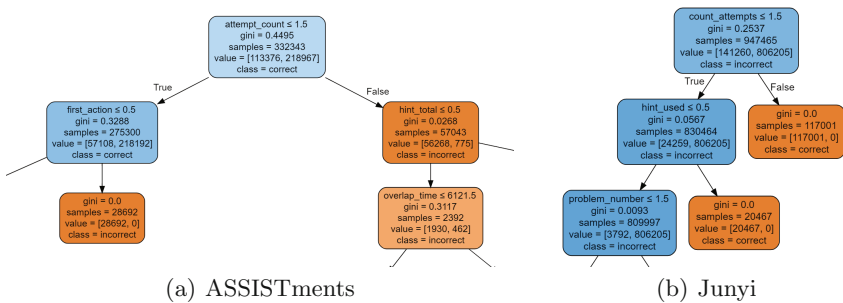 attempt_count ≤ 1.5
gini = 0.4495
samples = 332343
value = [113376, 218967]
class = correct
True
False
first_action ≤ 0.5
gini = 0.3288
samples = 275300
value = [57108, 218192]
class = correct
hint_total ≤ 0.5
gini = 0.0268
samples = 57043
value = [56268, 775]
class = incorrect
gini = 0.0
samples = 28692
value = [28692, 0]
class = incorrect
overlap_time ≤ 6121.5
gini = 0.3117
samples = 2392
value = [1930, 462]
class = incorrect
(a) ASSISTments
count_attempts ≤ 1.5
gini = 0.2537
samples = 947465
value = [141260, 806205]
class = incorrect
True
False
hint_used ≤ 0.5
gini = 0.0567
samples = 830464
value = [24259, 806205]
class = incorrect
gini = 0.0
samples = 117001
value = [117001, 0]
class = correct
problem_number ≤ 1.5
gini = 0.0093
samples = 809997
value = [3792, 806205]
class = incorrect
gini = 0.0
samples = 20467
value = [20467, 0]
class = correct
(b) Junyi